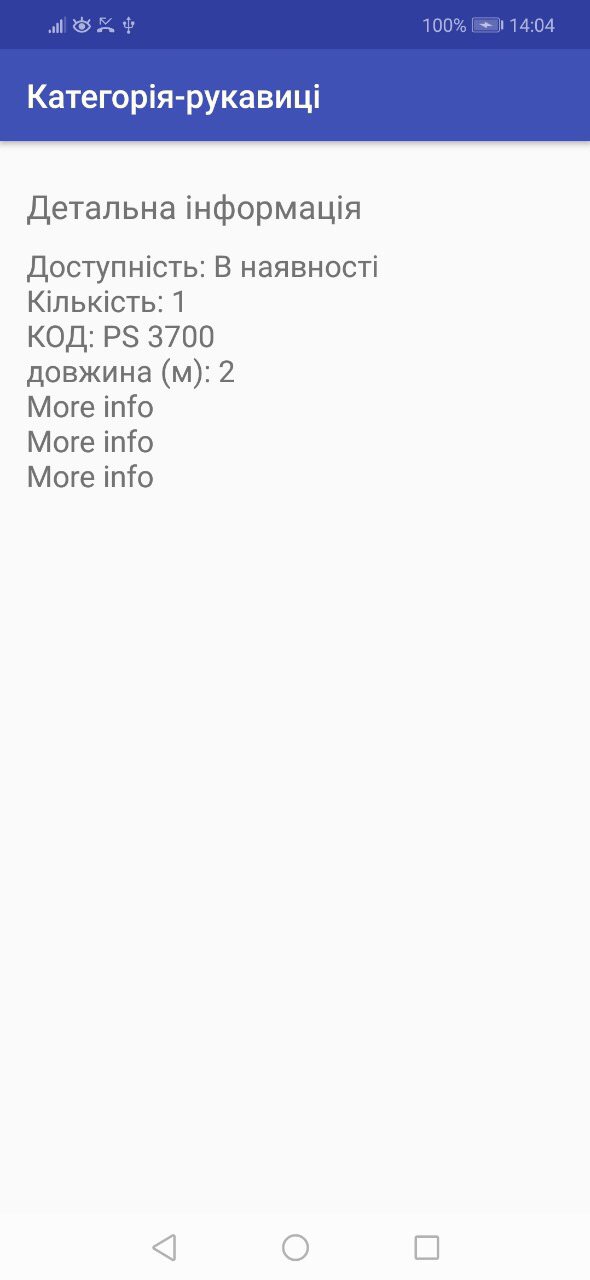 100% 14:04
Категорія-рукавиці
Детальна інформація
Доступність: В наявності
Кількість: 1
КОД: PS 3700
довжина (м): 2
More info
More info
More info